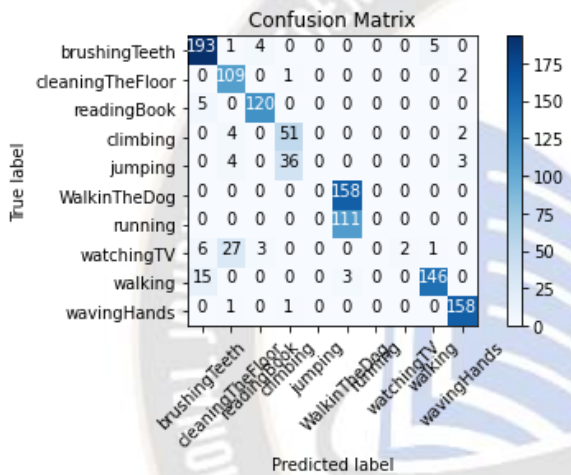 Confusion Matrix
brushingTeeth 193 1 4 0 0 0 0 0 5 0
cleaningTheFloor 0 109 0 1 0 0 0 0 0 2
readingBook 5 0 120 0 0 0 0 0 0 0
climbing 0 4 0 51 0 0 0 0 0 2
jumping 0 4 0 36 0 0 0 0 0 3
WalkinTheDog 0 0 0 0 0 158 0 0 0 0
running 0 0 0 0 0 111 0 0 0 0
watchingTV 6 27 3 0 0 0 0 2 1 0
walking 15 0 0 0 0 3 0 0 146 0
wavingHands 0 1 0 1 0 0 0 0 0 158
True label
175
150
125
100
75
50
25
0
brushingTeeth
cleaningTheFloor
readingBook
climbing
jumping
WalkinTheDog
running
watchingTV
walking
wavingHands
Predicted label